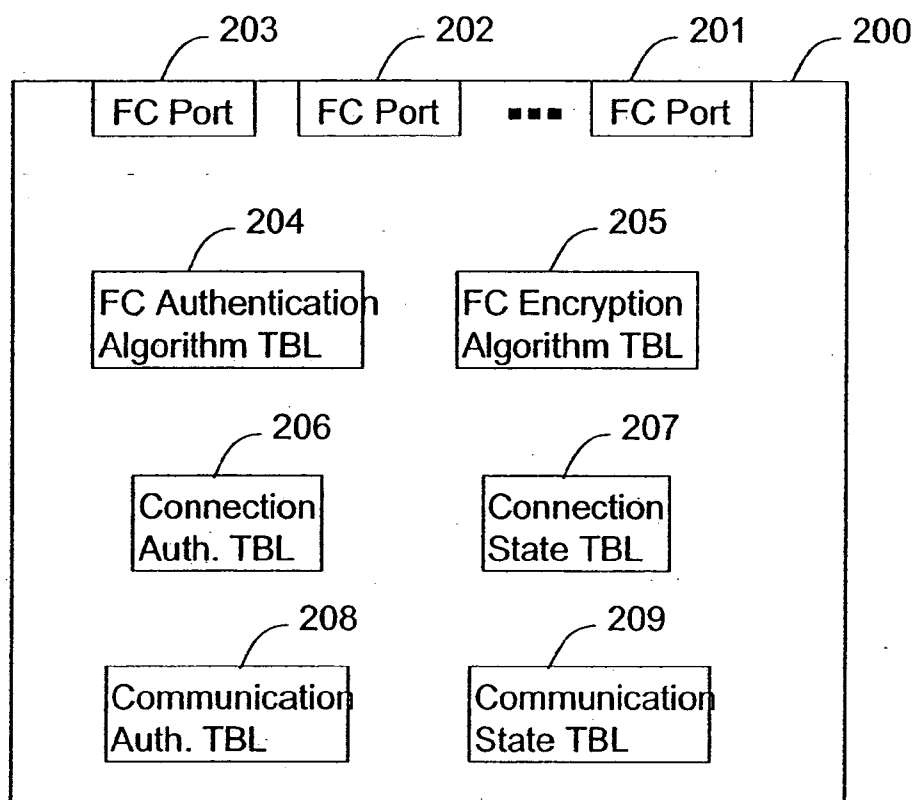 203 202 201 200
FC Port FC Port ... FC Port
204 205
FC Authentication FC Encryption
Algorithm TBL Algorithm TBL
206 207
Connection Connection
Auth. TBL State TBL
208 209
Communication Communication
Auth. TBL State TBL